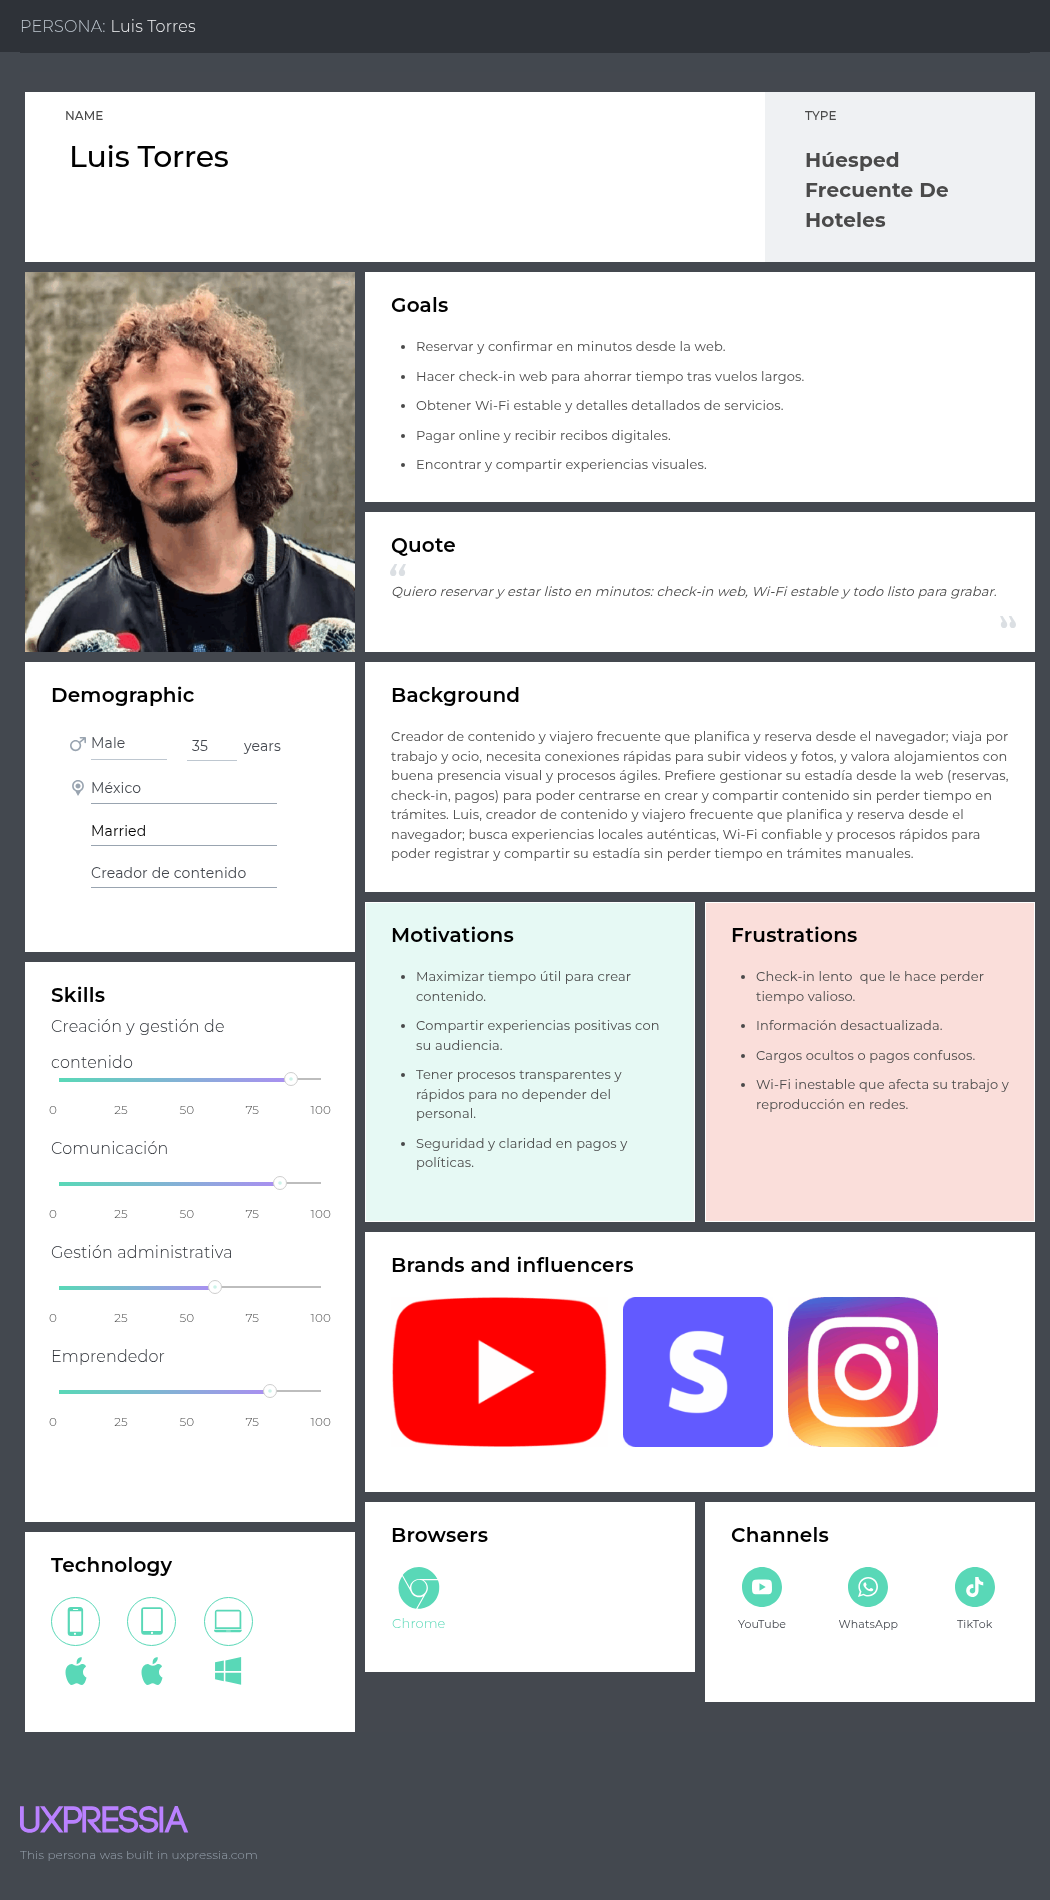 PERSONA: Luis Torres
NAME
Luis Torres
TYPE
Húesped
Frecuente De
Hoteles
Goals
• Reservar y confirmar en minutos desde la web.
• Hacer check-in web para ahorrar tiempo tras vuelos largos.
• Obtener Wi-Fi estable y detalles detallados de servicios.
• Pagar online y recibir recibos digitales.
• Encontrar y compartir experiencias visuales.
Quote
“
Quiero reservar y estar listo en minutos: check-in web, Wi-Fi estable y todo listo para grabar.
”
Demographic
Male 35 years
México
Married
Creador de contenido
Background
Creador de contenido y viajero frecuente que planifica y reserva desde el navegador; viaja por
trabajo y ocio, necesita conexiones rápidas para subir videos y fotos, y valora alojamientos con
buena presencia visual y procesos ágiles. Prefiere gestionar su estadía desde la web (reservas,
check-in, pagos) para poder centrarse en crear y compartir contenido sin perder tiempo en
trámites. Luis, creador de contenido y viajero frecuente que planifica y reserva desde el
navegador; busca experiencias locales auténticas, Wi-Fi confiable y procesos rápidos para
poder registrar y compartir su estadía sin perder tiempo en trámites manuales.
Skills
Creación y gestión de
contenido
0 25 50 75 100
Comunicación
0 25 50 75 100
Gestión administrativa
0 25 50 75 100
Emprendedor
0 25 50 75 100
Motivations
• Maximizar tiempo útil para crear
contenido.
• Compartir experiencias positivas con
su audiencia.
• Tener procesos transparentes y
rápidos para no depender del
personal.
• Seguridad y claridad en pagos y
políticas.
Frustrations
• Check-in lento  que le hace perder
tiempo valioso.
• Información desactualizada.
• Cargos ocultos o pagos confusos.
• Wi-Fi inestable que afecta su trabajo y
reproducción en redes.
Brands and influencers
S
Technology
Browsers
Chrome
Channels
YouTube WhatsApp TikTok
UXPRESSIA
This persona was built in uxpressia.com